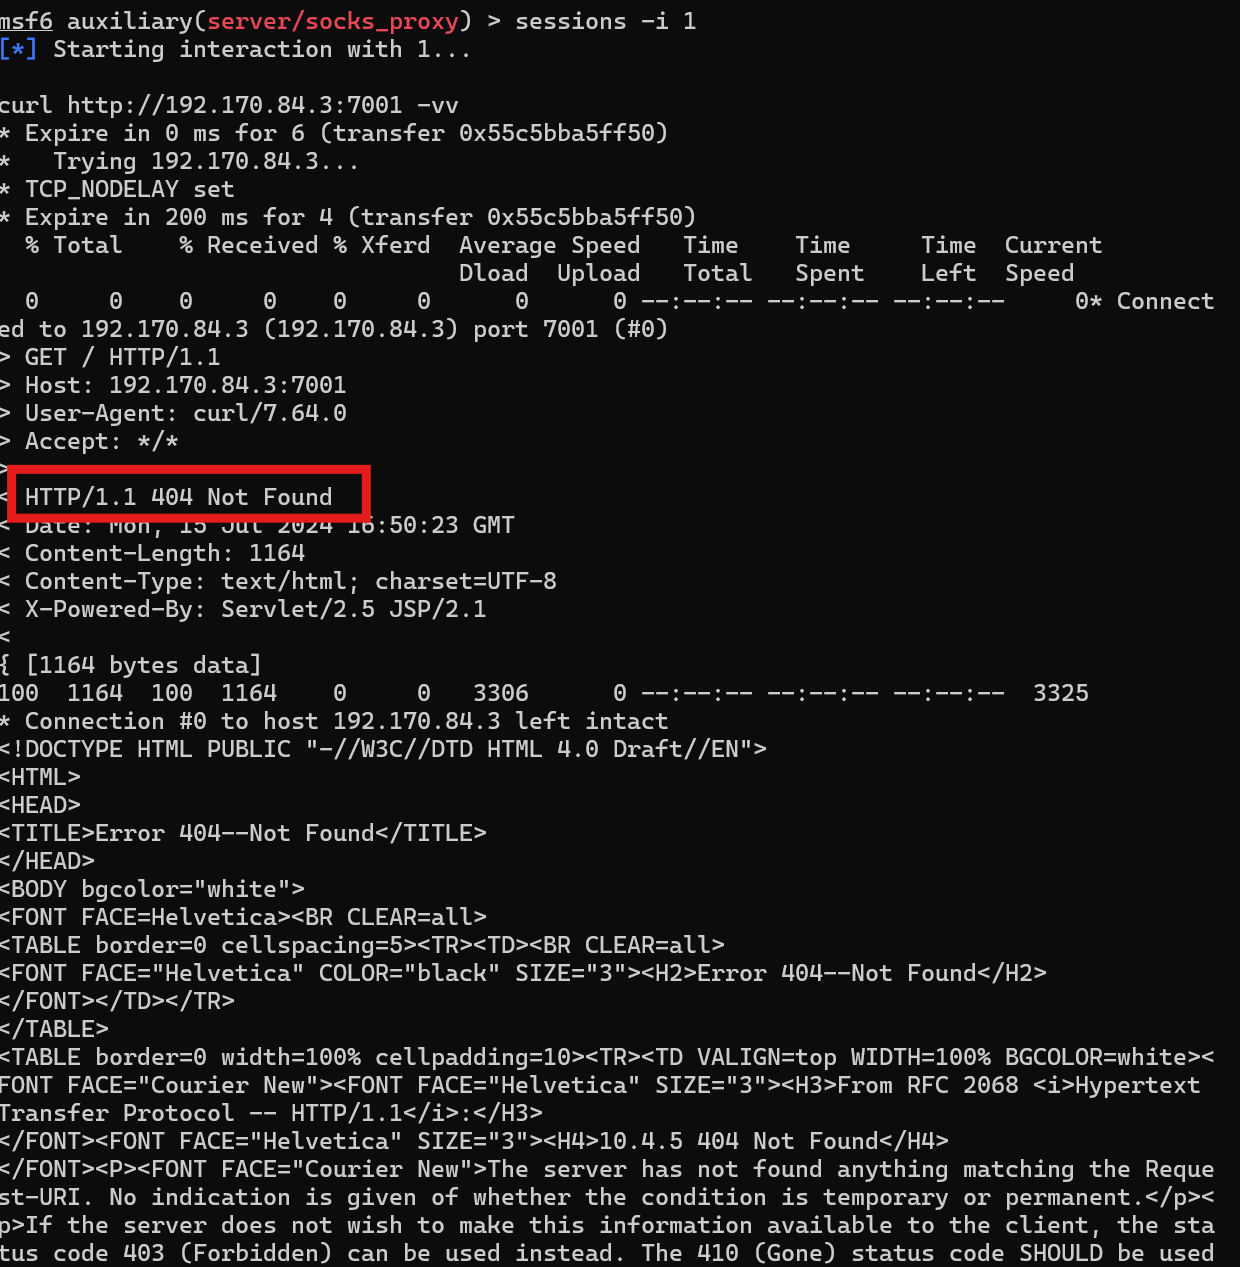 msf6 auxiliary(server/socks_proxy) > sessions -i 1
[*] Starting interaction with 1...
curl http://192.170.84.3:7001 -vv
* Expire in 0 ms for 6 (transfer 0x55c5bba5ff50)
*   Trying 192.170.84.3...
* TCP_NODELAY set
* Expire in 200 ms for 4 (transfer 0x55c5bba5ff50)
  % Total    % Received % Xferd  Average Speed   Time    Time     Time  Current
                                 Dload  Upload   Total   Spent    Left  Speed
  0     0    0     0    0     0      0      0 --:--:-- --:--:-- --:--:--     0* Connect
ed to 192.170.84.3 (192.170.84.3) port 7001 (#0)
> GET / HTTP/1.1
> Host: 192.170.84.3:7001
> User-Agent: curl/7.64.0
> Accept: */*
>
< HTTP/1.1 404 Not Found
< Date: Mon, 15 Jul 2024 16:50:23 GMT
< Content-Length: 1164
< Content-Type: text/html; charset=UTF-8
< X-Powered-By: Servlet/2.5 JSP/2.1
<
{ [1164 bytes data]
100  1164  100  1164    0     0   3306      0 --:--:-- --:--:-- --:--:--  3325
* Connection #0 to host 192.170.84.3 left intact
<!DOCTYPE HTML PUBLIC "-//W3C//DTD HTML 4.0 Draft//EN">
<HTML>
<HEAD>
<TITLE>Error 404--Not Found</TITLE>
</HEAD>
<BODY bgcolor="white">
<FONT FACE=Helvetica><BR CLEAR=all>
<TABLE border=0 cellspacing=5><TR><TD><BR CLEAR=all>
<FONT FACE="Helvetica" COLOR="black" SIZE="3"><H2>Error 404--Not Found</H2>
</FONT></TD></TR>
</TABLE>
<TABLE border=0 width=100% cellpadding=10><TR><TD VALIGN=top WIDTH=100% BGCOLOR=white><
FONT FACE="Courier New"><FONT FACE="Helvetica" SIZE="3"><H3>From RFC 2068 <i>Hypertext
Transfer Protocol -- HTTP/1.1</i>:</H3>
</FONT><FONT FACE="Helvetica" SIZE="3"><H4>10.4.5 404 Not Found</H4>
</FONT><P><FONT FACE="Courier New">The server has not found anything matching the Reque
st-URI. No indication is given of whether the condition is temporary or permanent.</p><
p>If the server does not wish to make this information available to the client, the sta
tus code 403 (Forbidden) can be used instead. The 410 (Gone) status code SHOULD be used